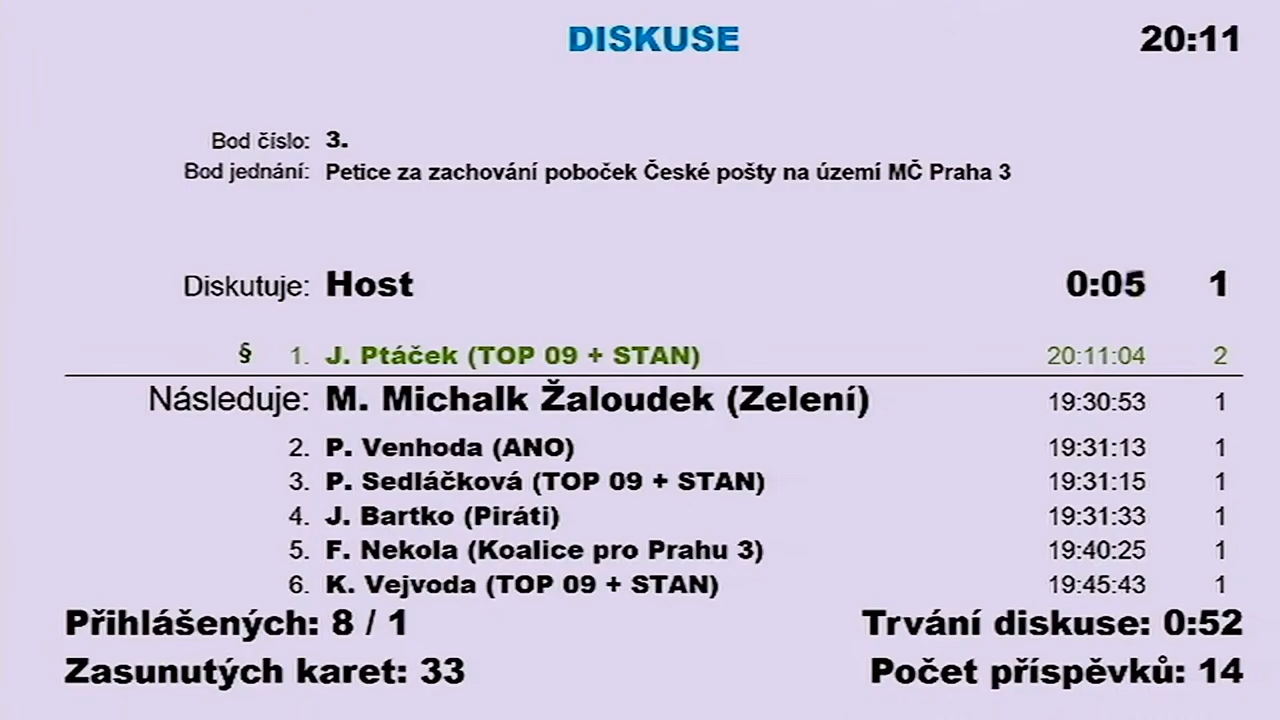 DISKUSE 20:11
Bod číslo: 3.
Bod jednání: Petice za zachování poboček České pošty na území MČ Praha 3
Diskutuje: Host 0:05 1
§ 1. J. Ptáček (TOP 09 + STAN) 20:11:04 2
Následuje: M. Michalk Žaloudek (Zelení) 19:30:53 1
2. P. Venhoda (ANO) 19:31:13 1
3. P. Sedláčková (TOP 09 + STAN) 19:31:15 1
4. J. Bartko (Piráti) 19:31:33 1
5. F. Nekola (Koalice pro Prahu 3) 19:40:25 1
6. K. Vejvoda (TOP 09 + STAN) 19:45:43 1
Přihlášených: 8 / 1 Trvání diskuse: 0:52
Zasunutých karet: 33 Počet příspěvků: 14